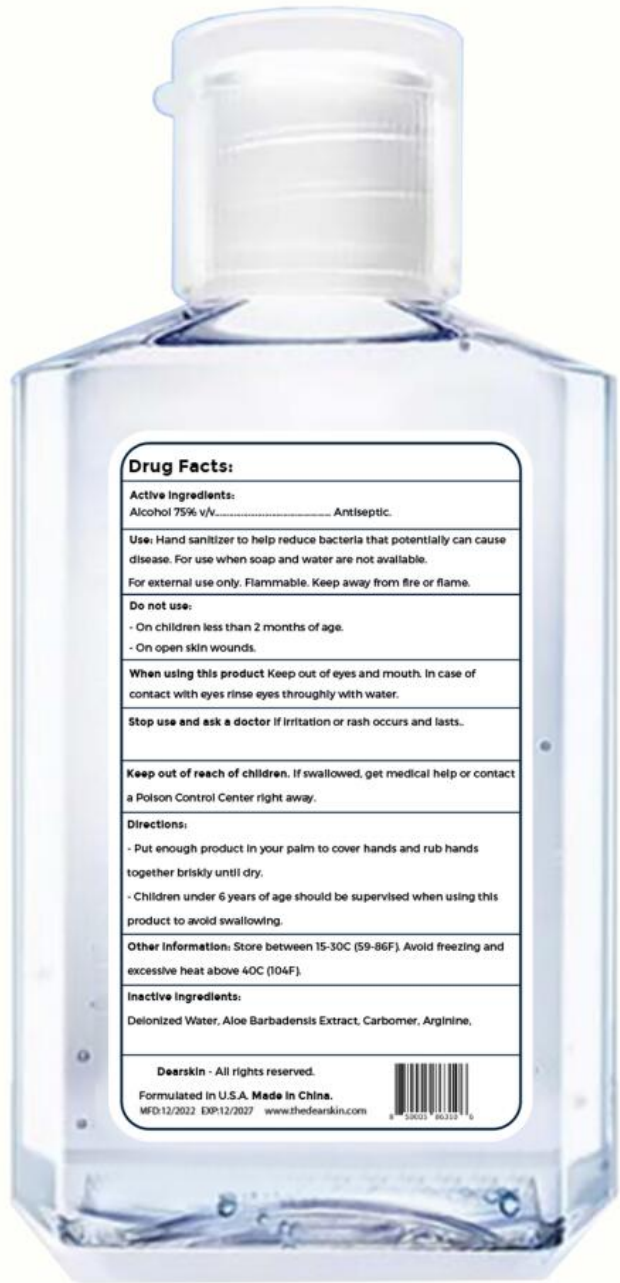 Drug Facts:
Active Ingredients:
Alcohol 75% v/v........................................ Antiseptic.
Use: Hand sanitizer to help reduce bacteria that potentially can cause
disease. For use when soap and water are not available.
For external use only. Flammable. Keep away from fire or flame.
Do not use:
- On children less than 2 months of age.
- On open skin wounds.
When using this product Keep out of eyes and mouth. In case of
contact with eyes rinse eyes throughly with water.
Stop use and ask a doctor if irritation or rash occurs and lasts..
Keep out of reach of children. If swallowed, get medical help or contact
a Poison Control Center right away.
Directions:
- Put enough product in your palm to cover hands and rub hands
together briskly until dry.
- Children under 6 years of age should be supervised when using this
product to avoid swallowing.
Other Information: Store between 15-30C (59-86F). Avoid freezing and
excessive heat above 40C (104F).
Inactive Ingredients:
Deionized Water, Aloe Barbadensis Extract, Carbomer, Arginine,
Dearskin - All rights reserved.
Formulated in U.S.A. Made in China.
MFD:12/2022 EXP:12/2027 www.thedearskin.com